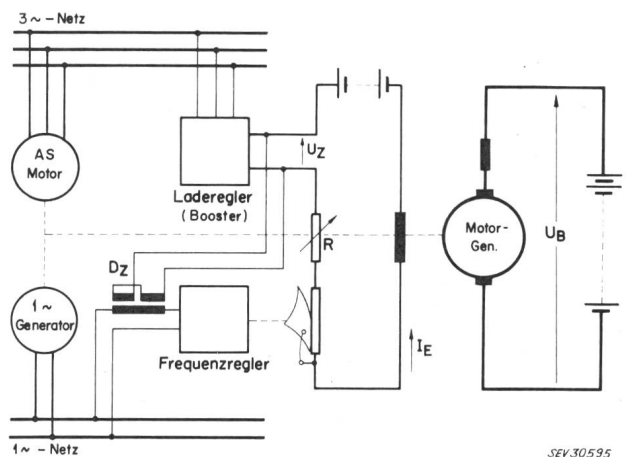 3 ~ - Netz
AS
Motor
Laderegler
(Booster)
U_Z
R
Motor-
Gen.
U_B
D_Z
1 ~
Generator
Frequenzregler
I_E
1 ~ - Netz
SEV30595